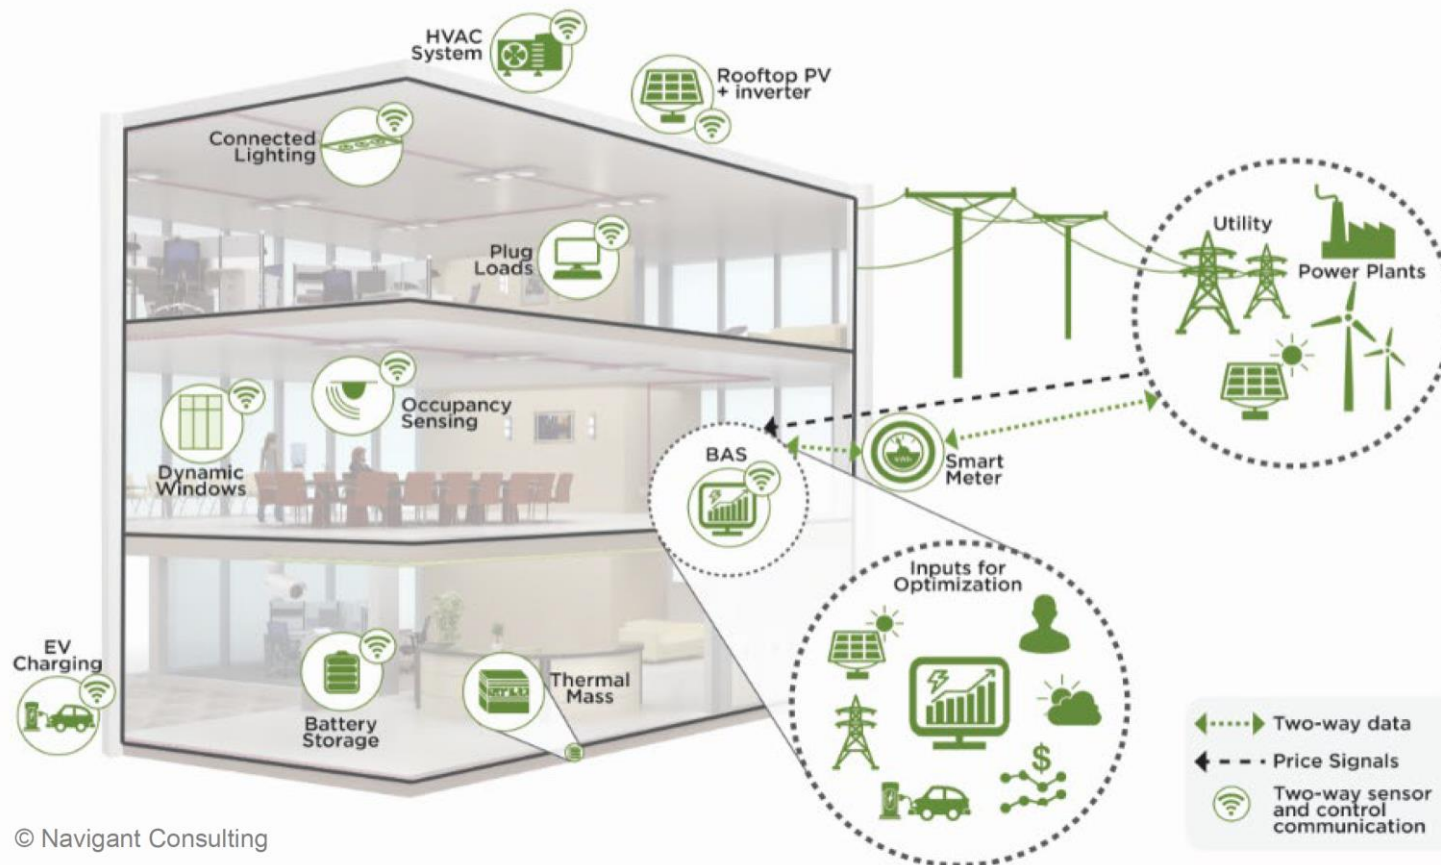 HVAC
System
Rooftop PV
+ inverter
Connected
Lighting
Plug
Loads
Utility
Power Plants
Occupancy
Sensing
Dynamic
Windows
BAS
Smart
Meter
Inputs for
Optimization
EV
Charging
Battery
Storage
Thermal
Mass
$
Two-way data
Price Signals
Two-way sensor
and control
communication
© Navigant Consulting